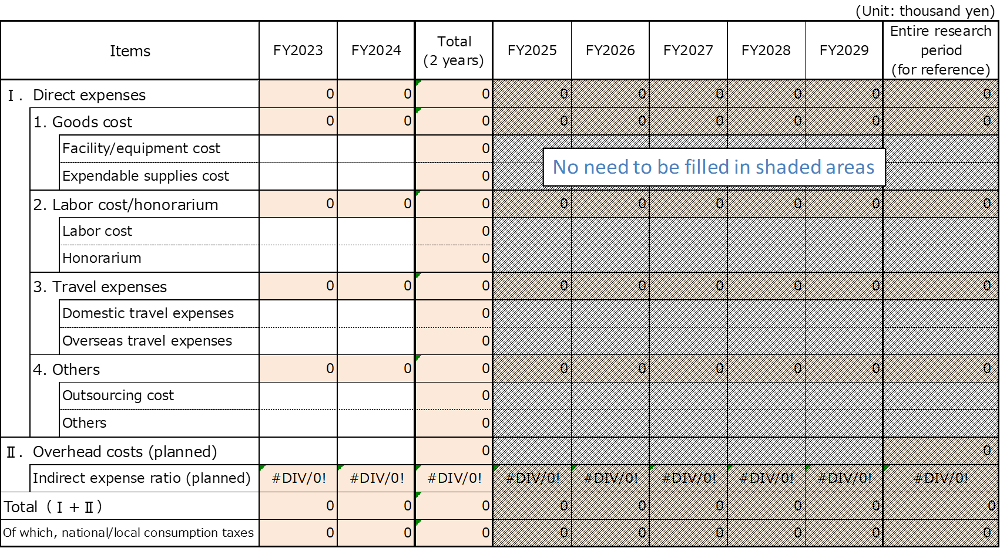 (Unit: thousand yen)
Items FY2023 FY2024 Total (2 years) FY2025 FY2026 FY2027 FY2028 FY2029 Entire research period (for reference)
Ⅰ. Direct expenses 0 0 0 0 0 0 0 0 0
1. Goods cost 0 0 0 0 0 0 0 0 0
Facility/equipment cost 0
No need to be filled in shaded areas
Expendable supplies cost 0
2. Labor cost/honorarium 0 0 0 0 0 0 0 0 0
Labor cost 0
Honorarium 0
3. Travel expenses 0 0 0 0 0 0 0 0 0
Domestic travel expenses 0
Overseas travel expenses 0
4. Others 0 0 0 0 0 0 0 0 0
Outsourcing cost 0
Others 0
Ⅱ. Overhead costs (planned) 0 0
Indirect expense ratio (planned) #DIV/0! #DIV/0! #DIV/0! #DIV/0! #DIV/0! #DIV/0! #DIV/0! #DIV/0! #DIV/0!
Total（Ⅰ+Ⅱ） 0 0 0 0 0 0 0 0 0
Of which, national/local consumption taxes 0 0 0 0 0 0 0 0 0